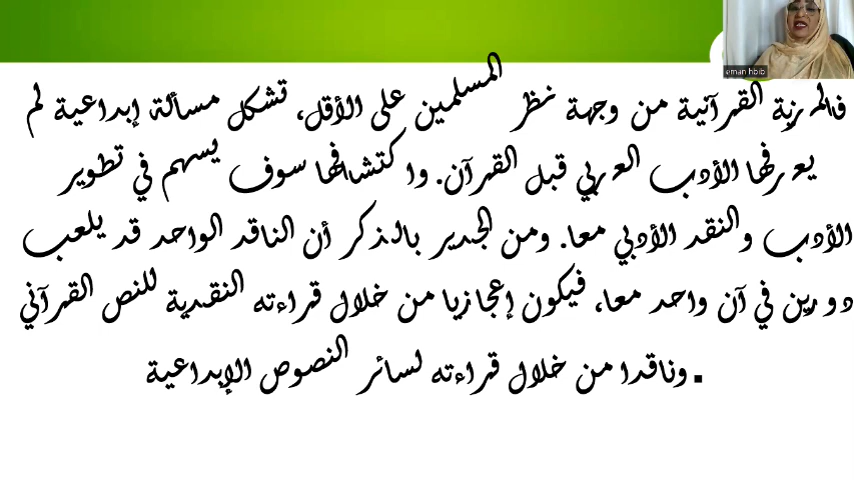 eman hbib
فالمزية القرآنية من وجهة نظر المسلمين على الأقل، تشكل مسألة إبداعية لم
يعرفها الأدب العربي قبل القرآن. واكتشافها سوف يسهم في تطوير
الأدب والنقد الأدبي معا. ومن الجدير بالذكر أن الناقد الواحد قد يلعب
دورين في آن واحد معا، فيكون إعجازيا من خلال قراءته النقدية للنص القرآني
. وناقدا من خلال قراءته لسائر النصوص الإبداعية